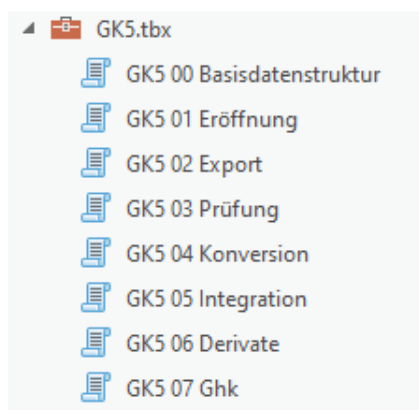 GK5.tbx
GK5 00 Basisdatenstruktur
GK5 01 Eröffnung
GK5 02 Export
GK5 03 Prüfung
GK5 04 Konversion
GK5 05 Integration
GK5 06 Derivate
GK5 07 Ghk